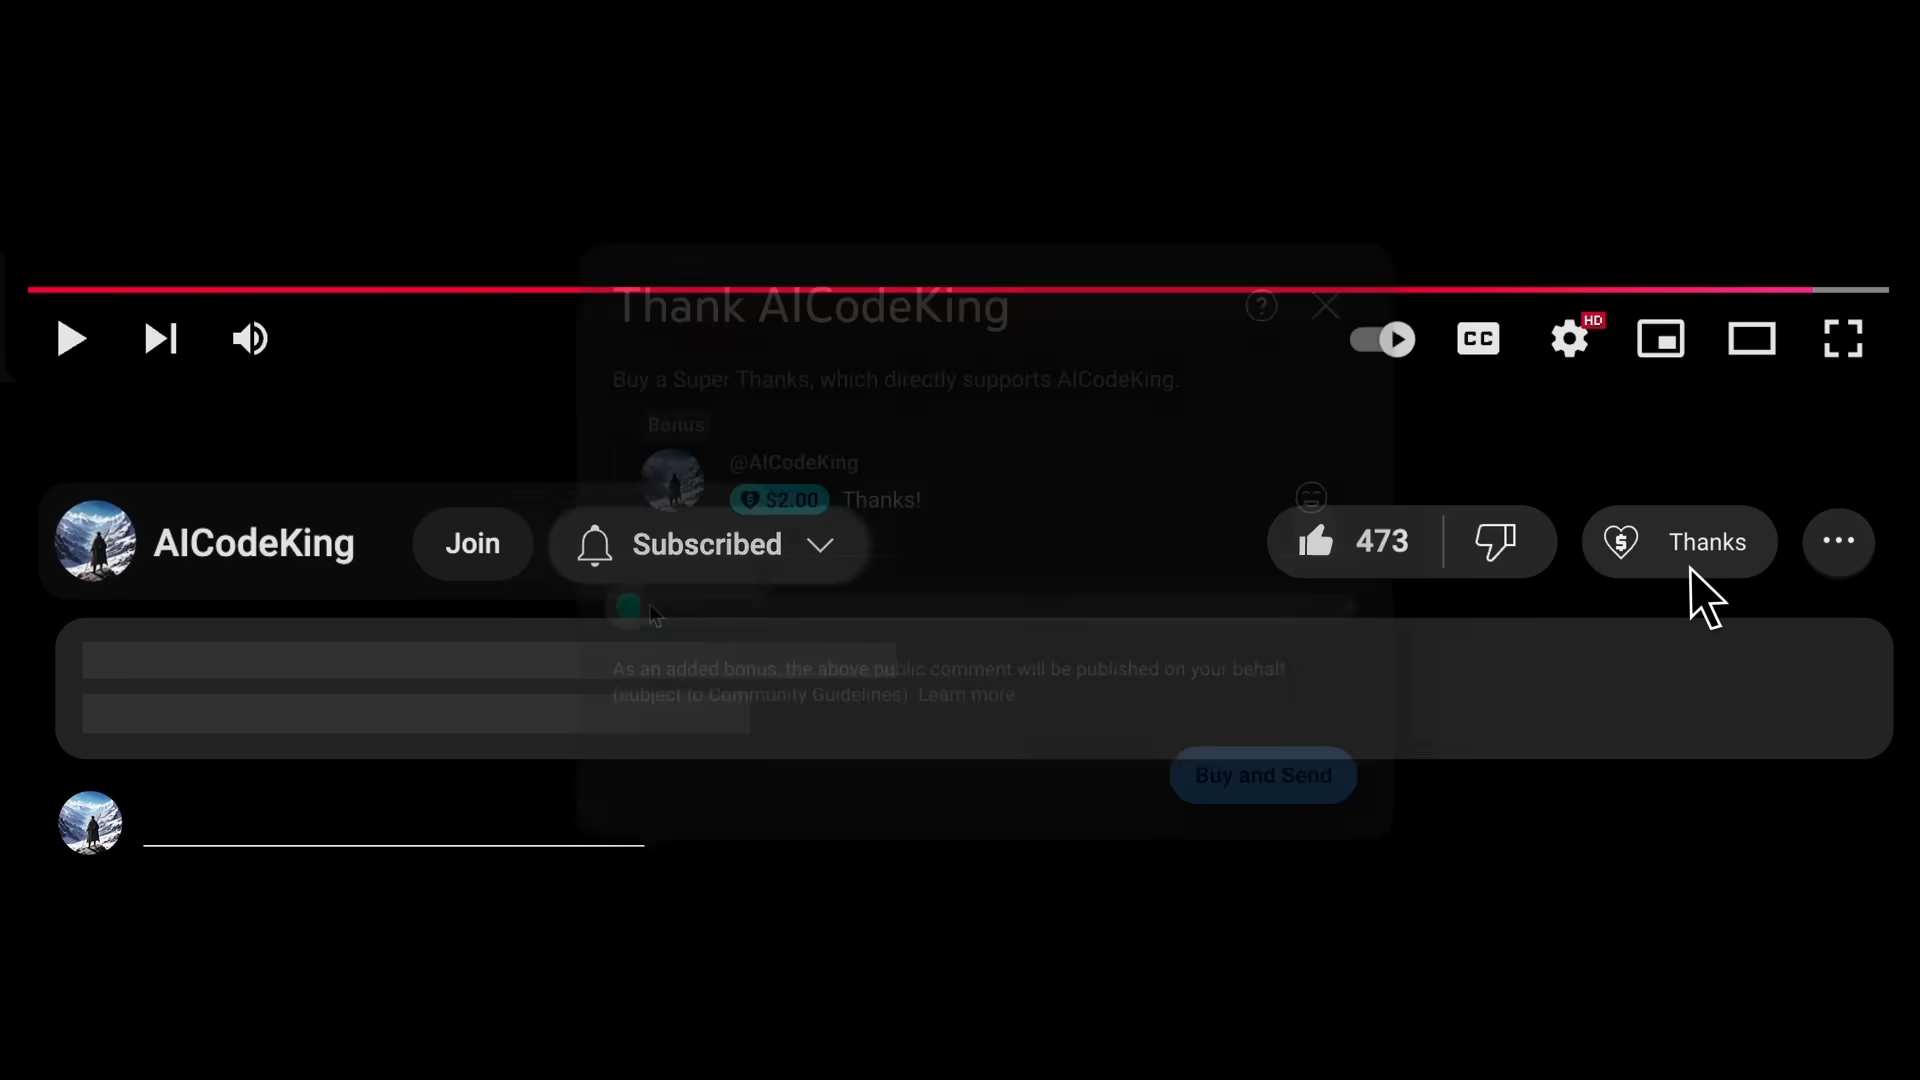 Thank AICodeKing
?
HD
CC
Buy a Super Thanks, which directly supports AICodeKing.
Bonus
@AICodeKing
$2.00 Thanks!
AICodeKing
Join
Subscribed
473
Thanks
As an added bonus, the above public comment will be published on your behalf
(subject to Community Guidelines) Learn more
Buy and Send